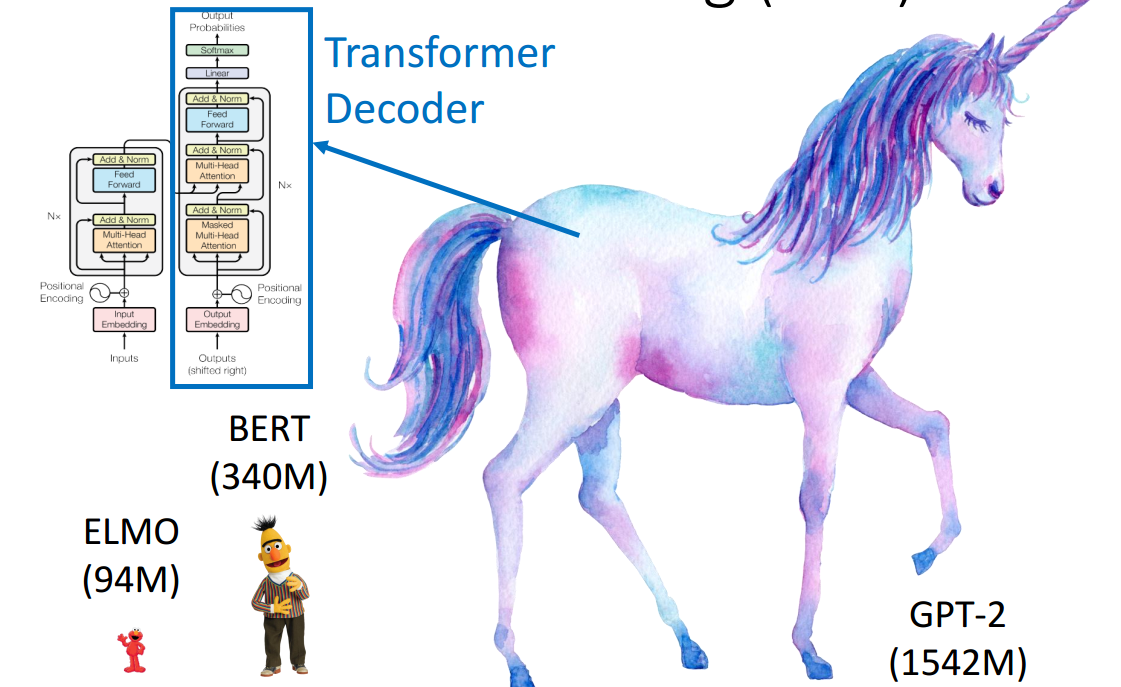 Output
Probabilities
Softmax
Linear
Add & Norm
Feed
Forward
Add & Norm
Multi-Head
Attention
Nx
Add & Norm
Masked
Multi-Head
Attention
Positional
Encoding
Output
Embedding
Outputs
(shifted right)
Add & Norm
Feed
Forward
Nx
Add & Norm
Multi-Head
Attention
Positional
Encoding
Input
Embedding
Inputs
Transformer
Decoder
BERT
(340M)
ELMO
(94M)
GPT-2
(1542M)